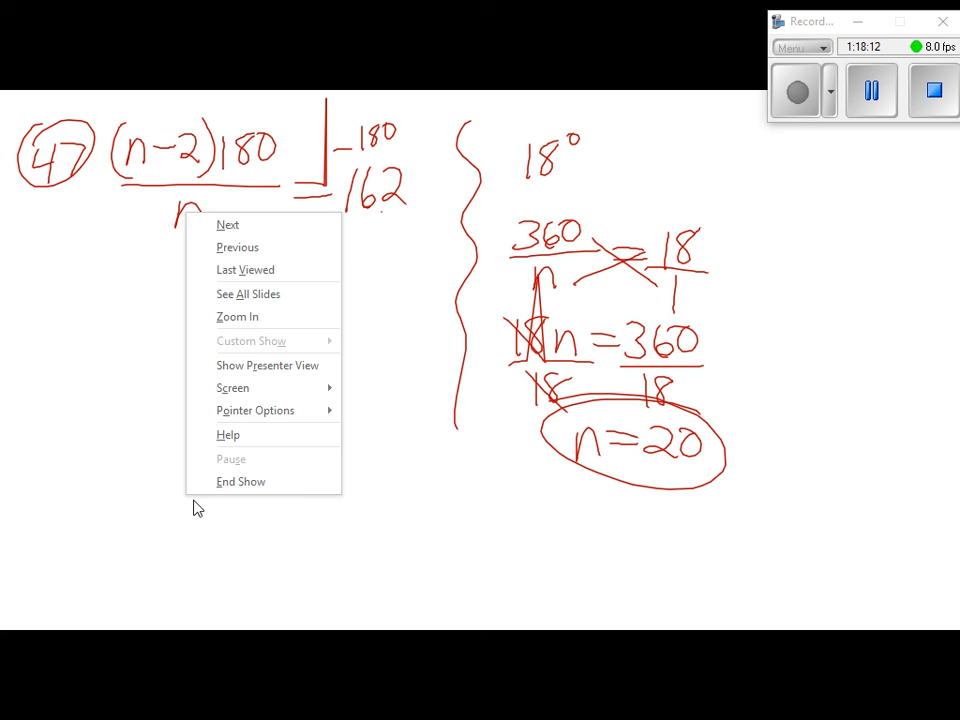 Record...
Menu
1:18:12
8.0 fps
47
(n-2)180
n
= 162
-180
18°
360
n
=
18
1
18n = 360
18
18
n = 20
Next
Previous
Last Viewed
See All Slides
Zoom In
Custom Show
Show Presenter View
Screen
Pointer Options
Help
Pause
End Show